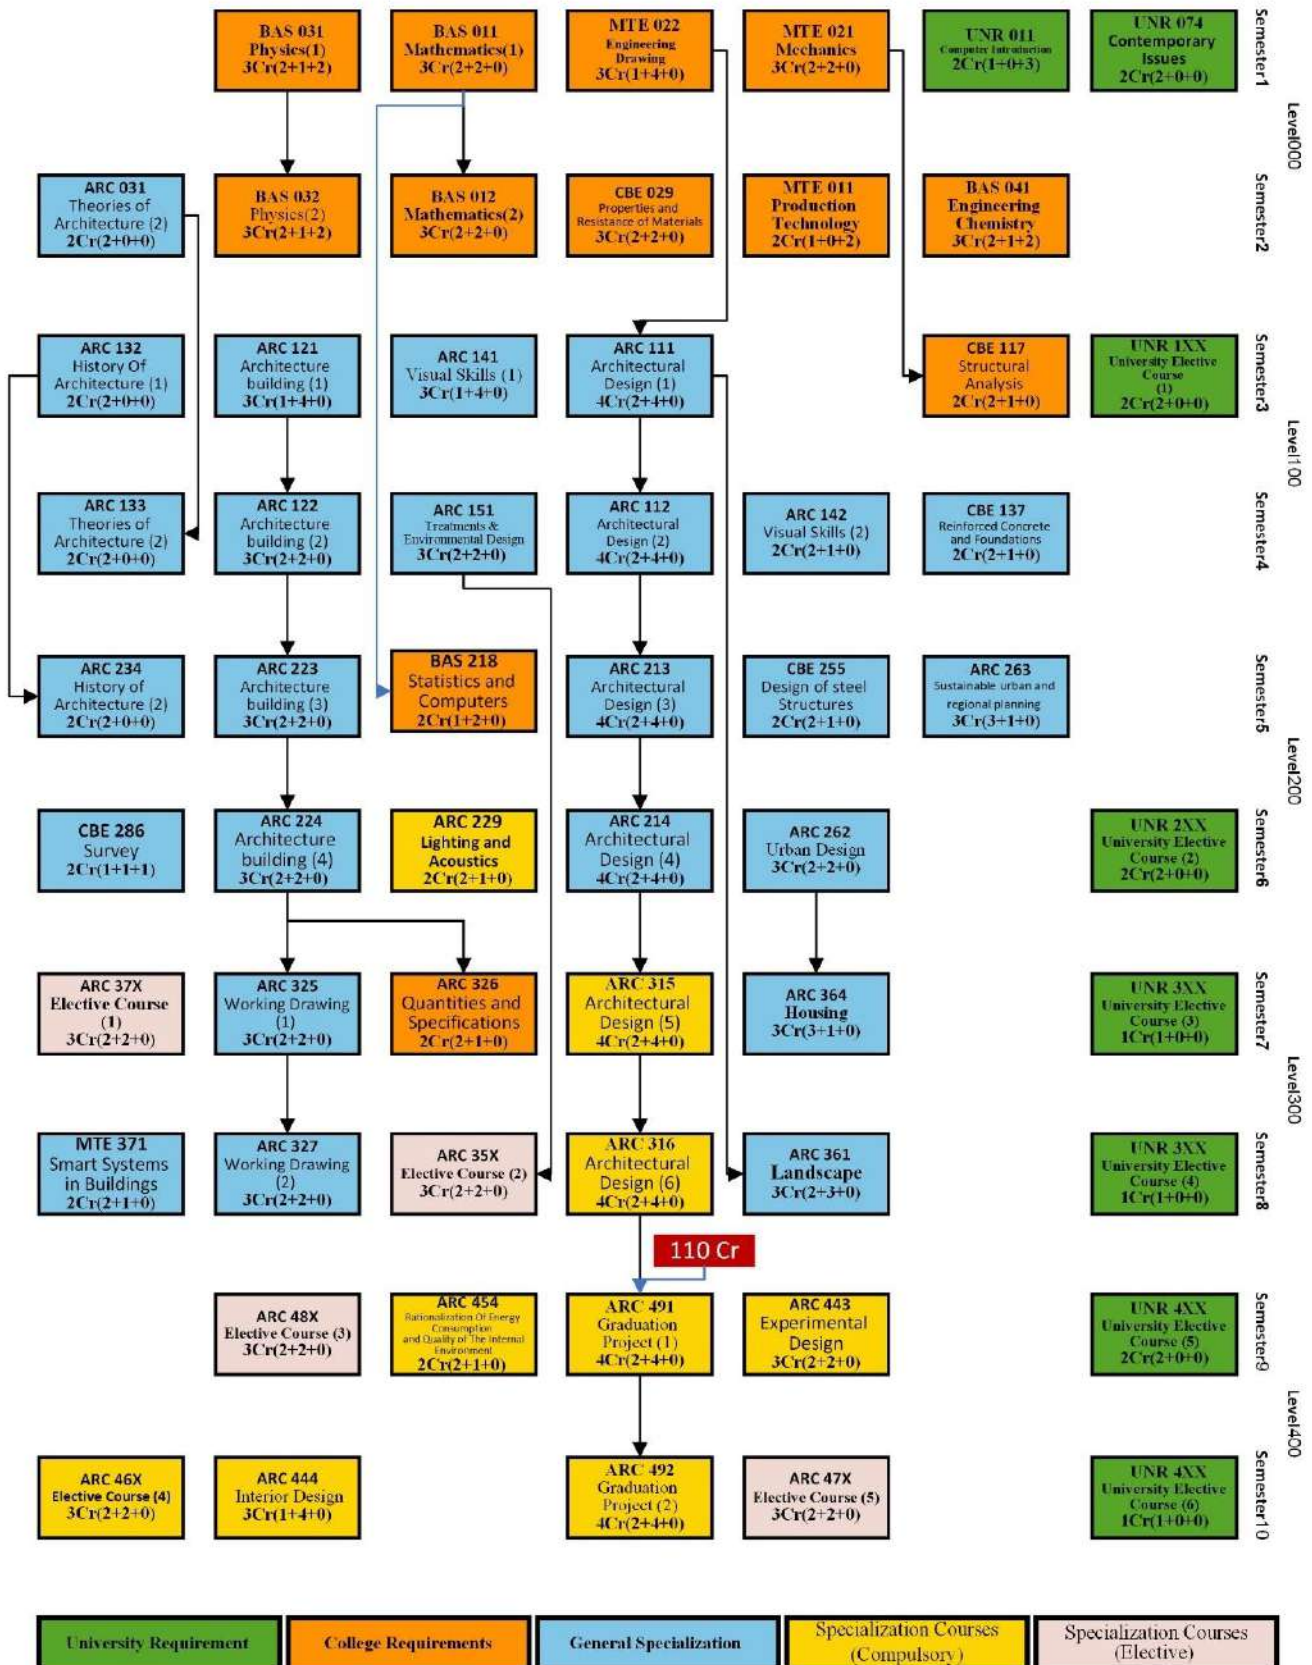 BAS 031
Physics(1)
3Cr(2+1+2)
BAS 011
Mathematics(1)
3Cr(2+2+0)
MTE 022
Engineering
Drawing
3Cr(1+4+0)
MTE 021
Mechanics
3Cr(2+2+0)
UNR 011
Computer Introduction
2Cr(1+0+3)
UNR 074
Contemporary
Issues
2Cr(2+0+0)
Semester1
Level000
ARC 031
Theories of
Architecture (2)
2Cr(2+0+0)
BAS 032
Physics(2)
3Cr(2+1+2)
BAS 012
Mathematics(2)
3Cr(2+2+0)
CBE 029
Properties and
Resistance of Materials
3Cr(2+2+0)
MTE 011
Production
Technology
2Cr(1+0+2)
BAS 041
Engineering
Chemistry
3Cr(2+1+2)
Semester2
ARC 132
History Of
Architecture (1)
2Cr(2+0+0)
ARC 121
Architecture
building (1)
3Cr(1+4+0)
ARC 141
Visual Skills (1)
3Cr(1+4+0)
ARC 111
Architectural
Design (1)
4Cr(2+4+0)
CBE 117
Structural
Analysis
2Cr(2+1+0)
UNR 1XX
University Elective
Course
(1)
2Cr(2+0+0)
Semester3
Level100
ARC 133
Theories of
Architecture (2)
2Cr(2+0+0)
ARC 122
Architecture
building (2)
3Cr(2+2+0)
ARC 151
Treatments &
Environmental Design
3Cr(2+2+0)
ARC 112
Architectural
Design (2)
4Cr(2+4+0)
ARC 142
Visual Skills (2)
2Cr(2+1+0)
CBE 137
Reinforced Concrete
and Foundations
2Cr(2+1+0)
Semester4
ARC 234
History of
Architecture (2)
2Cr(2+0+0)
ARC 223
Architecture
building (3)
3Cr(2+2+0)
BAS 218
Statistics and
Computers
2Cr(1+2+0)
ARC 213
Architectural
Design (3)
4Cr(2+4+0)
CBE 255
Design of steel
Structures
2Cr(2+1+0)
ARC 263
Sustainable urban and
regional planning
3Cr(3+1+0)
Semester5
Level200
CBE 286
Survey
2Cr(1+1+1)
ARC 224
Architecture
building (4)
3Cr(2+2+0)
ARC 229
Lighting and
Acoustics
2Cr(2+1+0)
ARC 214
Architectural
Design (4)
4Cr(2+4+0)
ARC 262
Urban Design
3Cr(2+2+0)
UNR 2XX
University Elective
Course (2)
2Cr(2+0+0)
Semester6
ARC 37X
Elective Course
(1)
3Cr(2+2+0)
ARC 325
Working Drawing
(1)
3Cr(2+2+0)
ARC 326
Quantities and
Specifications
2Cr(2+1+0)
ARC 315
Architectural
Design (5)
4Cr(2+4+0)
ARC 364
Housing
3Cr(3+1+0)
UNR 3XX
University Elective
Course (3)
1Cr(1+0+0)
Semester7
Level300
MTE 371
Smart Systems
in Buildings
2Cr(2+1+0)
ARC 327
Working Drawing
(2)
3Cr(2+2+0)
ARC 35X
Elective Course (2)
3Cr(2+2+0)
ARC 316
Architectural
Design (6)
4Cr(2+4+0)
ARC 361
Landscape
3Cr(2+3+0)
UNR 3XX
University Elective
Course (4)
1Cr(1+0+0)
Semester8
110 Cr
ARC 48X
Elective Course (3)
3Cr(2+2+0)
ARC 454
Rationalization Of Energy
Consumption
and Quality of The Internal
Environment
2Cr(2+1+0)
ARC 491
Graduation
Project (1)
4Cr(2+4+0)
ARC 443
Experimental
Design
3Cr(2+2+0)
UNR 4XX
University Elective
Course (5)
2Cr(2+0+0)
Semester9
Level400
ARC 46X
Elective Course (4)
3Cr(2+2+0)
ARC 444
Interior Design
3Cr(1+4+0)
ARC 492
Graduation
Project (2)
4Cr(2+4+0)
ARC 47X
Elective Course (5)
3Cr(2+2+0)
UNR 4XX
University Elective
Course (6)
1Cr(1+0+0)
Semester10
University Requirement
College Requirements
General Specialization
Specialization Courses
(Compulsory)
Specialization Courses
(Elective)